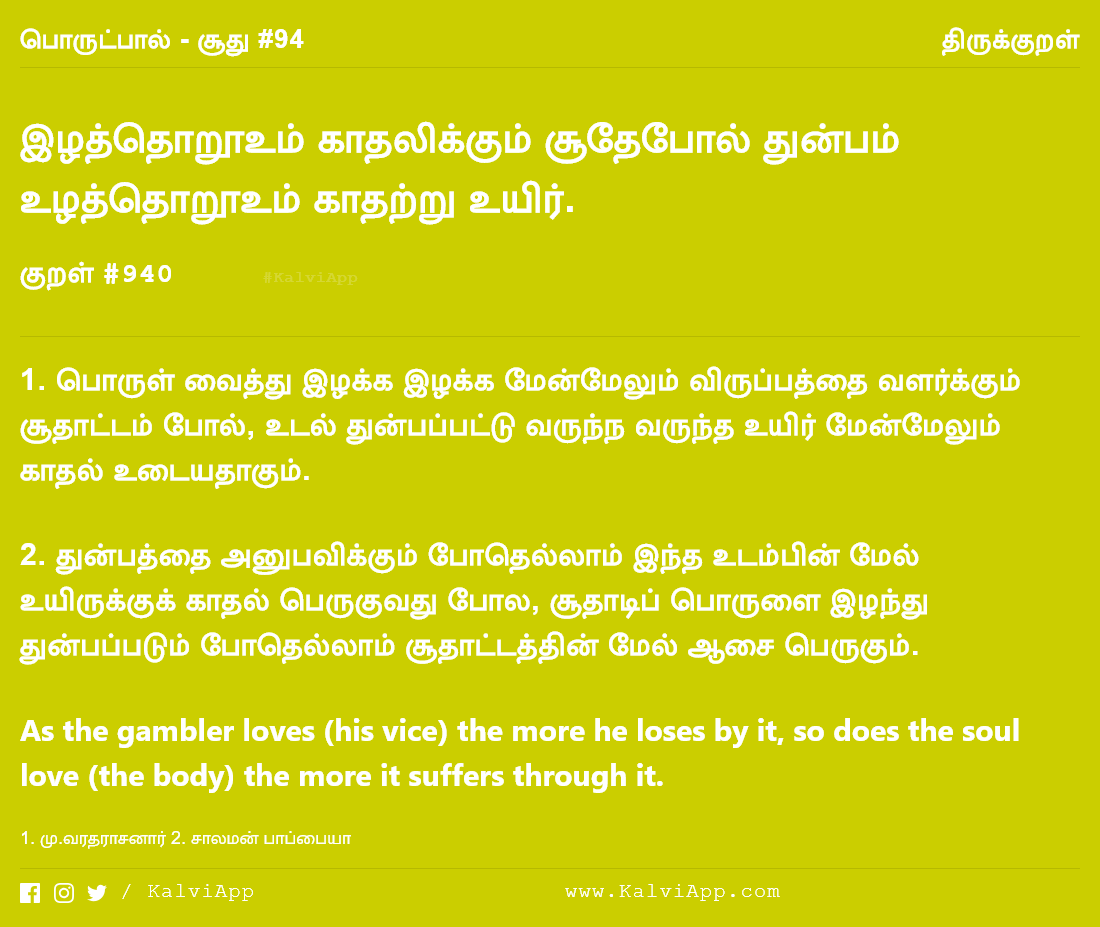 பொருட்பால் - சூது #94
திருக்குறள்
இழத்தொறூஉம் காதலிக்கும் சூதேபோல் துன்பம்
உழத்தொறூஉம் காதற்று உயிர்.
குறள் #940
#KalviApp
1. பொருள் வைத்து இழக்க இழக்க மேன்மேலும் விருப்பத்தை வளர்க்கும்
சூதாட்டம் போல், உடல் துன்பப்பட்டு வருந்ந வருந்த உயிர் மேன்மேலும்
காதல் உடையதாகும்.
2. துன்பத்தை அனுபவிக்கும் போதெல்லாம் இந்த உடம்பின் மேல்
உயிருக்குக் காதல் பெருகுவது போல, சூதாடிப் பொருளை இழந்து
துன்பப்படும் போதெல்லாம் சூதாட்டத்தின் மேல் ஆசை பெருகும்.
As the gambler loves (his vice) the more he loses by it, so does the soul
love (the body) the more it suffers through it.
1. மு.வரதராசனார் 2. சாலமன் பாப்பையா
/ KalviApp
www.KalviApp.com